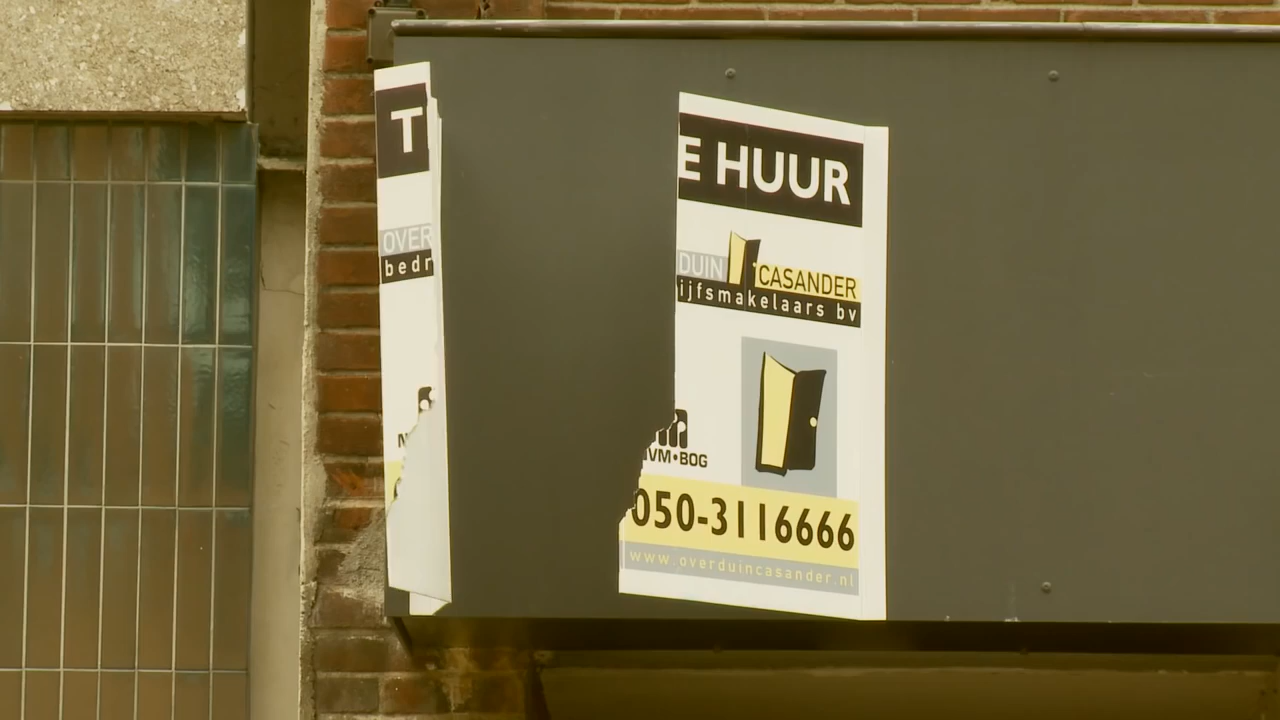 T
E HUUR
OVER
DUIN CASANDER
bedr
ijfsmakelaars bv
NVM•BOG
050-3116666
www.overduincasander.nl